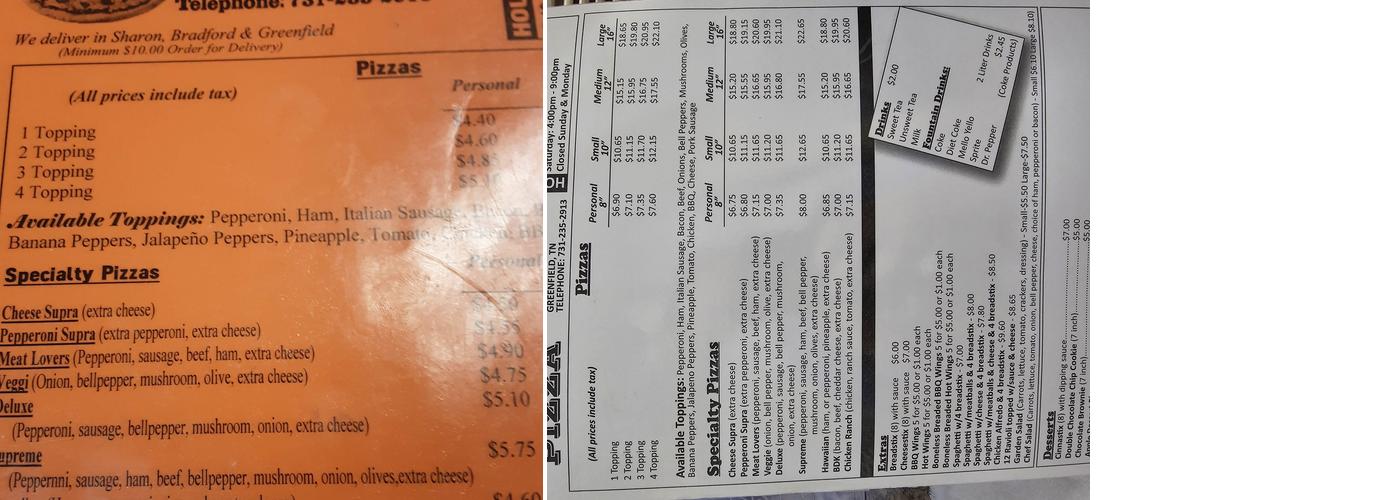 We deliver in Sharon, Bradford & Greenfield
(Minimum $10.00 Order for Delivery)
Pizzas
(All prices include tax)
Personal
1 Topping $4.40
2 Topping $4.60
3 Topping
4 Topping
Available Toppings: Pepperoni, Ham, Italian Sausage,
Banana Peppers, Jalapeño Peppers, Pineapple, Tomato,
Specialty Pizzas
Personal
Cheese Supra (extra cheese)
Pepperoni Supra (extra pepperoni, extra cheese)
Meat Lovers (Pepperoni, sausage, beef, ham, extra cheese) $4.90
Veggi (Onion, bellpepper, mushroom, olive, extra cheese) $4.75
Deluxe $5.10
(Pepperoni, sausage, bellpepper, mushroom, onion, extra cheese)
upreme $5.75
(Pepperni, sausage, ham, beef, bellpepper, mushroom, onion, olives,extra cheese)
PIZZA
GREENFIELD, TN
TELEPHONE: 731-235-2913
Saturday: 4:00pm - 9:00pm
Closed Sunday & Monday
Pizzas
(All prices include tax)
Personal 8" Small 10" Medium 12" Large 16"
1 Topping $6.90 $10.65 $15.15 $18.65
2 Topping $7.10 $11.15 $15.95 $19.80
3 Topping $7.35 $11.70 $16.75 $20.95
4 Topping $7.60 $12.15 $17.55 $22.10
Available Toppings: Pepperoni, Ham, Italian Sausage, Bacon, Beef, Onions, Bell Peppers, Mushrooms, Olives,
Banana Peppers, Jalapeno Peppers, Pineapple, Tomato, Chicken, BBQ, Cheese, Pork Sausage
Specialty Pizzas
Personal 8" Small 10" Medium 12" Large 16"
Cheese Supra (extra cheese) $6.75 $10.65 $15.20 $18.80
Pepperoni Supra (extra pepperoni, extra cheese) $6.80 $11.15 $15.55 $19.15
Meat Lovers (pepperoni, sausage, beef, ham, extra cheese) $7.15 $11.65 $16.65 $20.60
Veggie (onion, bell pepper, mushroom, olive, extra cheese) $7.00 $11.20 $15.95 $19.95
Deluxe (pepperoni, sausage, bell pepper, mushroom, $7.35 $11.65 $16.80 $21.10
onion, extra cheese)
Supreme (pepperoni, sausage, ham, beef, bell pepper, $8.00 $12.65 $17.55 $22.65
mushroom, onion, olives, extra cheese)
Hawaiian (ham, or pepperoni, pineapple, extra cheese) $6.85 $10.65 $15.20 $18.80
BDX (bacon, beef, cheddar cheese, extra cheese) $7.00 $11.20 $15.95 $19.95
Chicken Ranch (chicken, ranch sauce, tomato, extra cheese) $7.15 $11.65 $16.65 $20.60
Extras
Breadstix (8) with sauce $6.00
Cheesestix (8) with sauce $7.00
BBQ Wings 5 for $5.00 or $1.00 each
Hot Wings 5 for $5.00 or $1.00 each
Boneless Breaded BBQ Wings 5 for $5.00 or $1.00 each
Boneless Breaded Hot Wings 5 for $5.00 or $1.00 each
Spaghetti w/4 breadstix - $7.00
Spaghetti w/meatballs & 4 breadstix - $8.00
Spaghetti w/cheese & 4 breadstix - $7.80
Spaghetti w/meatballs & cheese & 4 breadstix - $8.50
Chicken Alfredo & 4 breadstix - $9.60
12 Ravioli topped w/sauce & cheese - $8.65
Garden Salad (Carrots, lettuce, tomato, crackers, dressing) - Small-$5.50 Large-$7.50
Chef Salad (Carrots, lettuce, tomato, onion, bell pepper, cheese, choice of ham, pepperoni or bacon) - Small $6.10 Large $8.10)
Drinks
Sweet Tea $2.00
Unsweet Tea
Milk
Fountain Drinks:
Coke
Diet Coke
Mello Yello
Sprite
Dr. Pepper
2 Liter Drinks
$2.45
(Coke Products)
Desserts
Cinnastix (8) with dipping sauce $7.00
Double Chocolate Chip Cookie (7 inch) $5.00
Chocolate Brownie (7 inch) $5.00